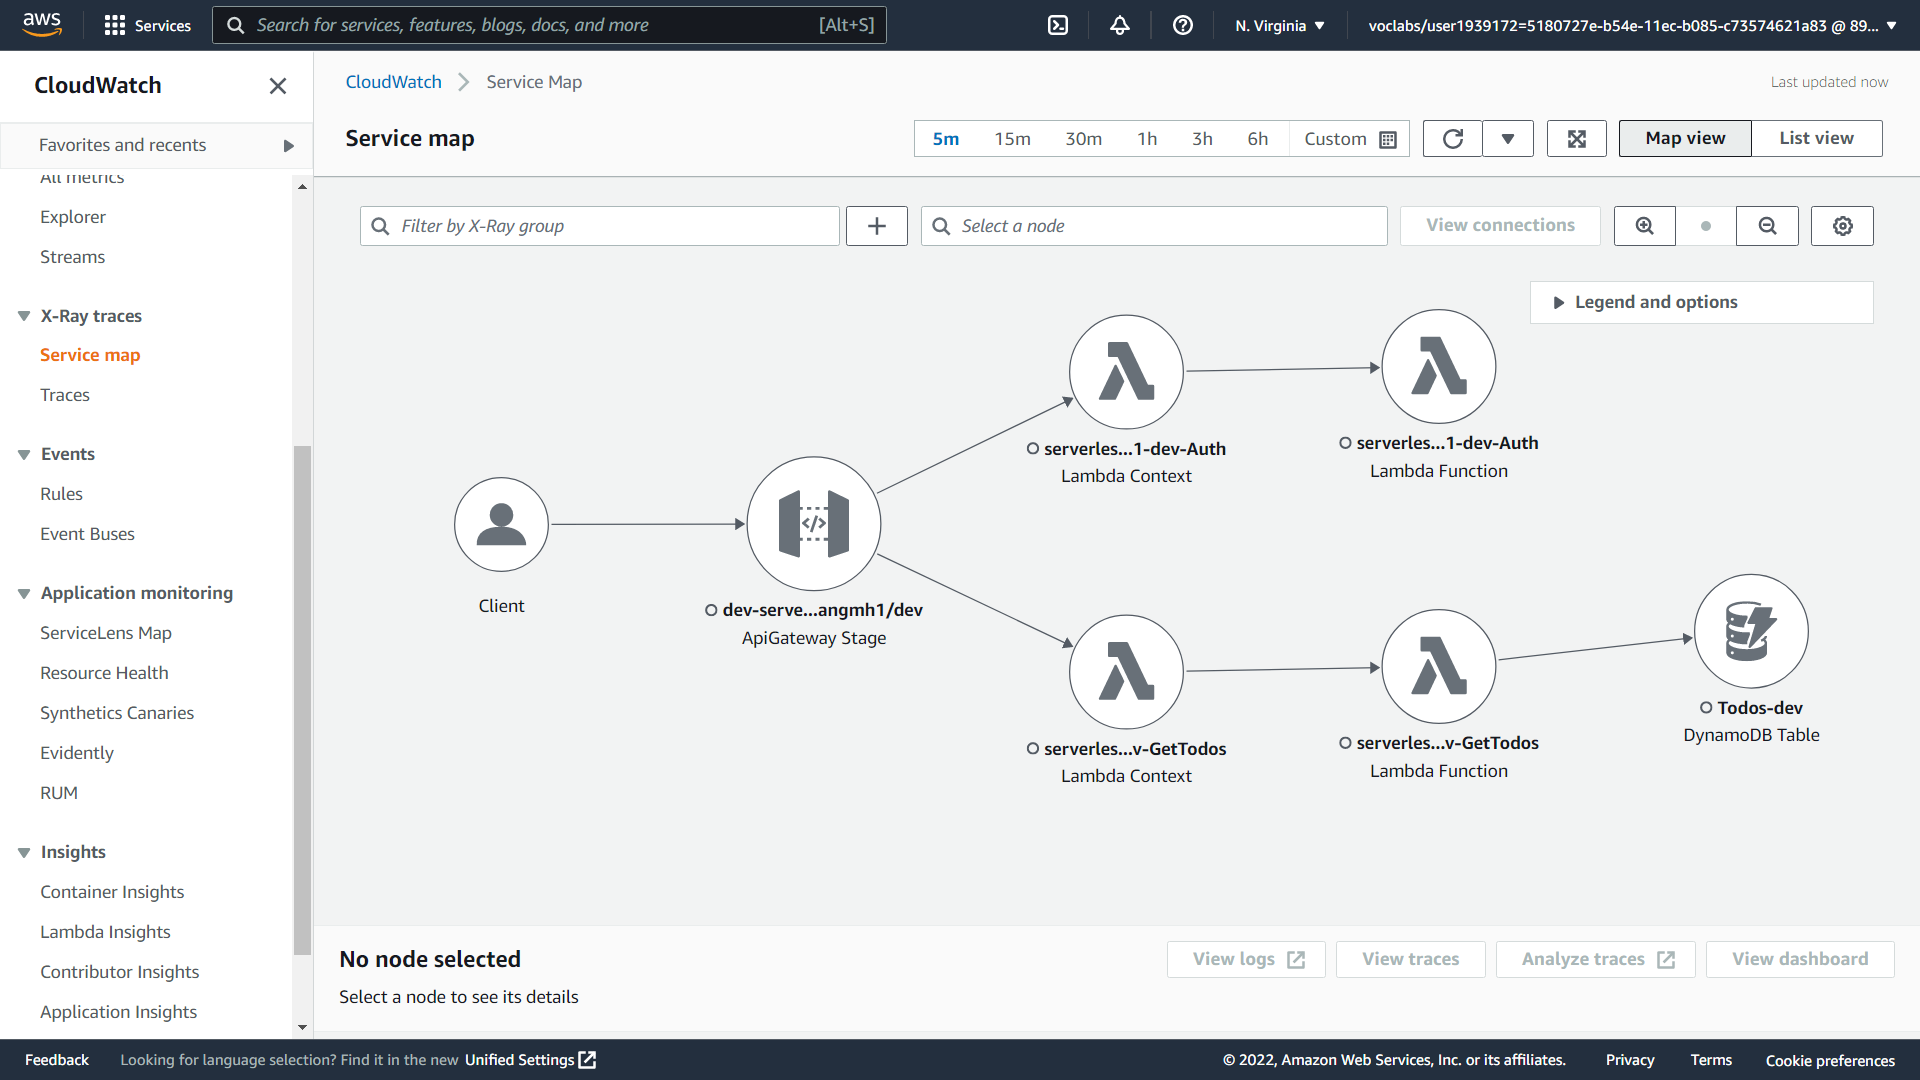 aws
Services
Search for services, features, blogs, docs, and more [Alt+S]
N. Virginia
voclabs/user1939172=5180727e-b54e-11ec-b085-c73574621a83 @ 89...
CloudWatch
Favorites and recents
All metrics
Explorer
Streams
X-Ray traces
Service map
Traces
Events
Rules
Event Buses
Application monitoring
ServiceLens Map
Resource Health
Synthetics Canaries
Evidently
RUM
Insights
Container Insights
Lambda Insights
Contributor Insights
Application Insights
CloudWatch Service Map
Last updated now
Service map
5m 15m 30m 1h 3h 6h Custom
Map view List view
Filter by X-Ray group
Select a node
View connections
Legend and options
serverles...1-dev-Auth
Lambda Context
serverles...1-dev-Auth
Lambda Function
Client
dev-serve...angmh1/dev
ApiGateway Stage
serverles...v-GetTodos
Lambda Context
serverles...v-GetTodos
Lambda Function
Todos-dev
DynamoDB Table
No node selected
Select a node to see its details
View logs View traces Analyze traces View dashboard
Feedback Looking for language selection? Find it in the new Unified Settings
© 2022, Amazon Web Services, Inc. or its affiliates. Privacy Terms Cookie preferences